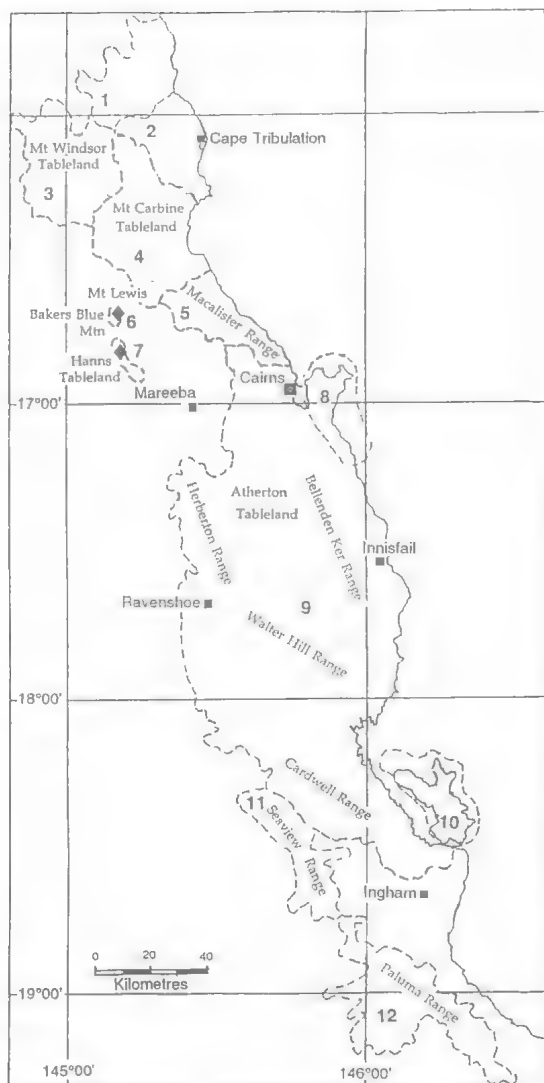 1
2
Cape Tribulation
Mt Windsor
Tableland
3
Mt Carbine
Tableland
4
Mt Lewis
Bakers Blue
Mtn
6
5
Macalister Range
7
Hanns
Tableland
Cairns
Mareeba
8
17°00'
Atherton
Tableland
Herberton Range
Bellenden Ker Range
Innisfail
Ravenshoe
9
Walter Hill Range
18°00'
Cardwell Range
11
Seaview
Range
10
Ingham
0 20 40
Kilometres
19°00'
Paluma Range
12
145°00'
146°00'